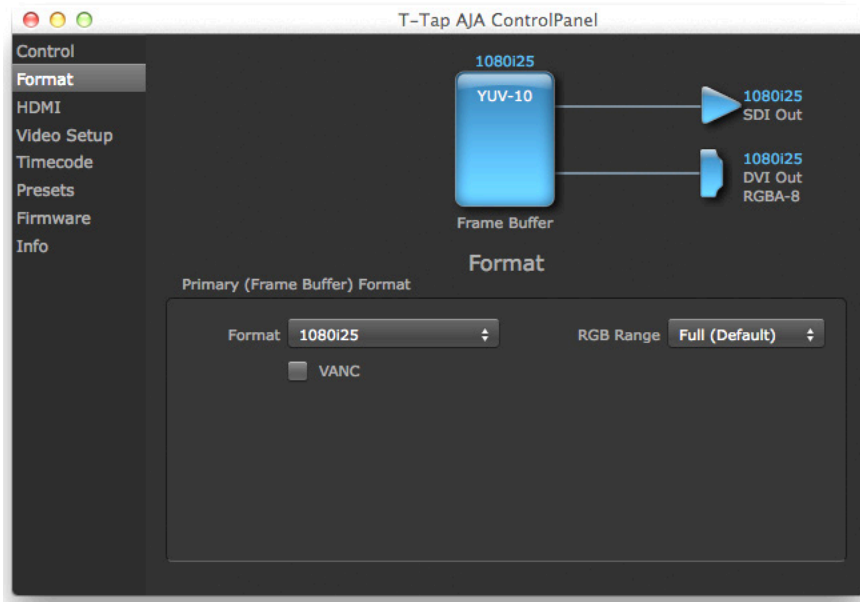 T-Tap AJA ControlPanel
Control
Format
HDMI
Video Setup
Timecode
Presets
Firmware
Info
1080i25
YUV-10
Frame Buffer
1080i25
SDI Out
1080i25
DVI Out
RGBA-8
Format
Primary (Frame Buffer) Format
Format 1080i25 RGB Range Full (Default)
VANC